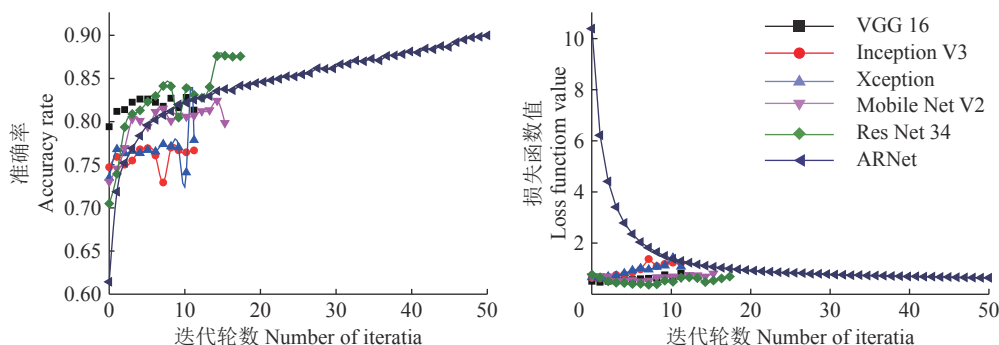 准确率
Accuracy rate
0.90
0.85
0.80
0.75
0.70
0.65
0.60
0
10
20
30
40
50
迭代轮数 Number of iteratia
损失函数值
Loss functiom value
10
8
6
4
2
0
10
20
30
40
50
迭代轮数 Number of iteratia
VGG 16
Inception V3
Xception
Mobile Net V2
Res Net 34
ARNet